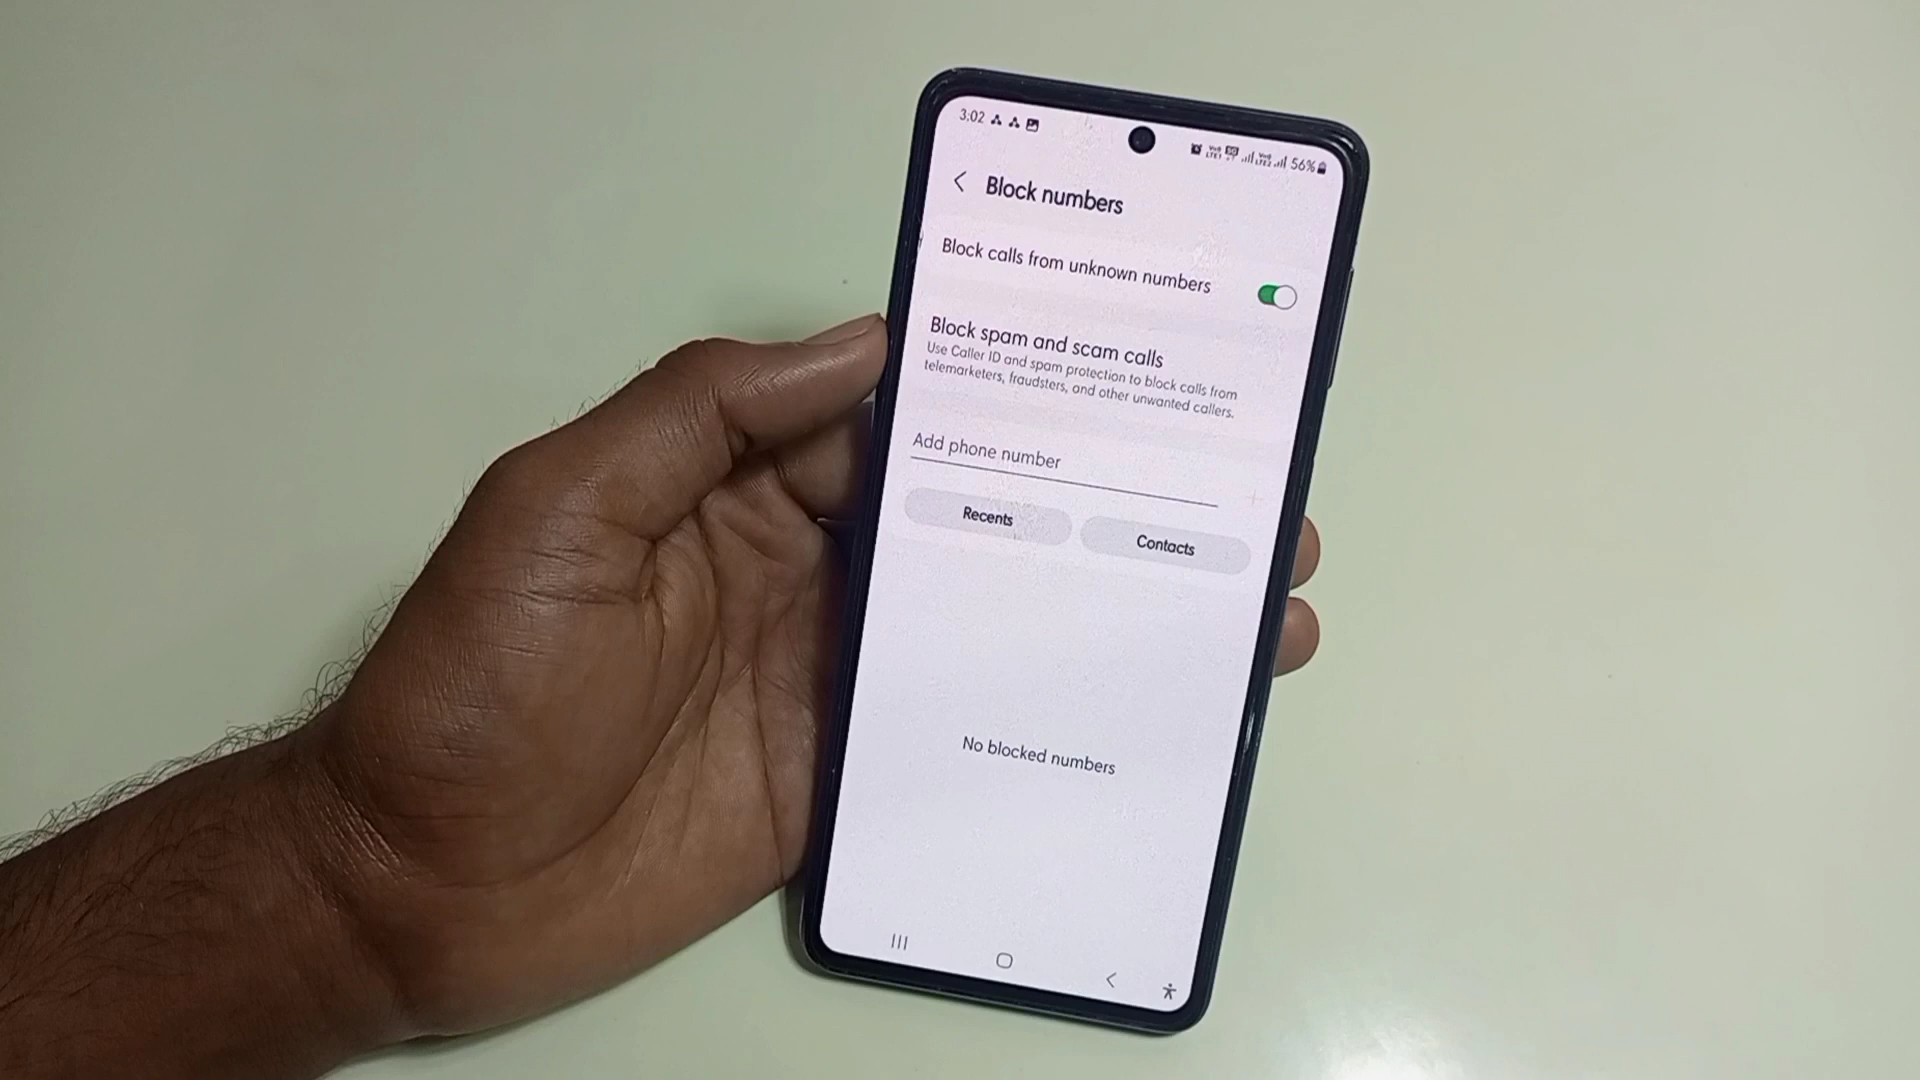 3:02
56%
Block numbers
Block calls from unknown numbers
Block spam and scam calls
Use Caller ID and spam protection to block calls from
telemarketers, fraudsters, and other unwanted callers.
Add phone number
Recents
Contacts
No blocked numbers